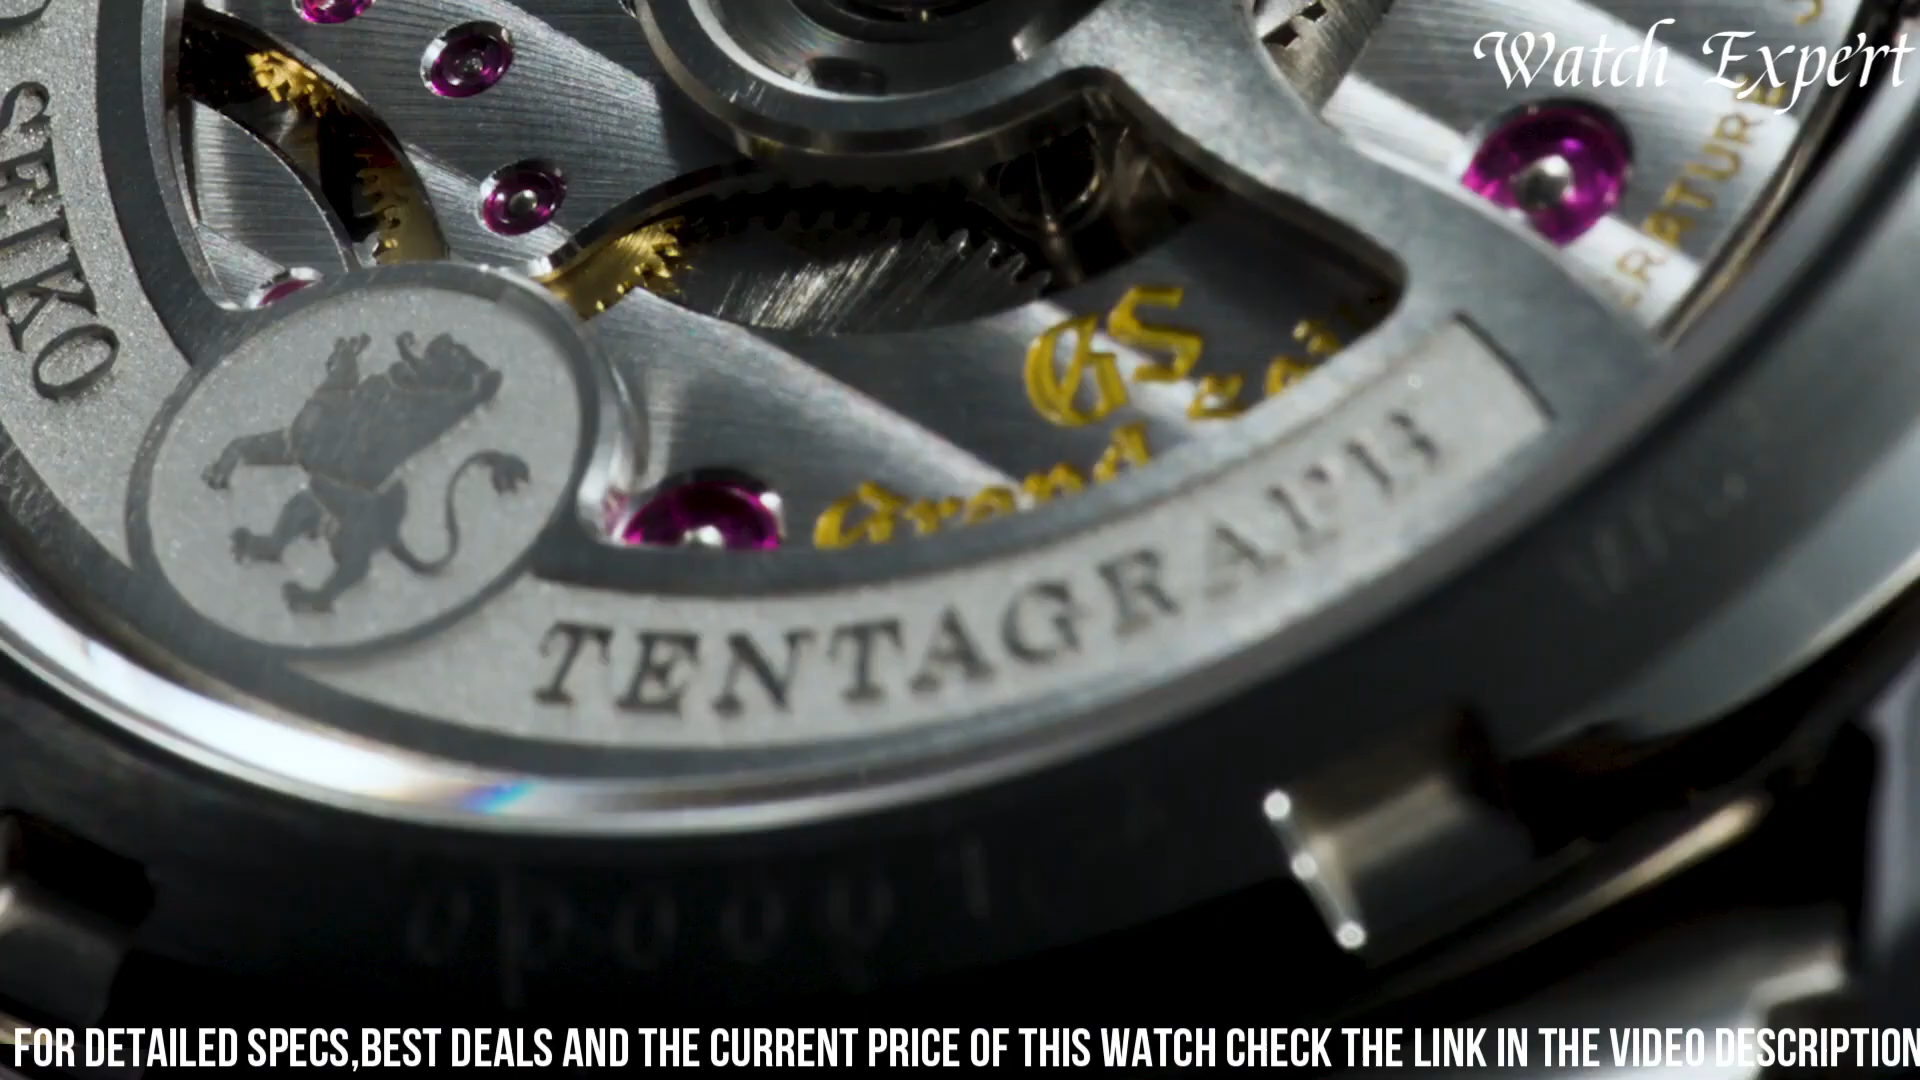 Watch Expert
SEIKO
GS
Grand
TENTAGRAPH
FOR DETAILED SPECS,BEST DEALS AND THE CURRENT PRICE OF THIS WATCH CHECK THE LINK IN THE VIDEO DESCRIPTION